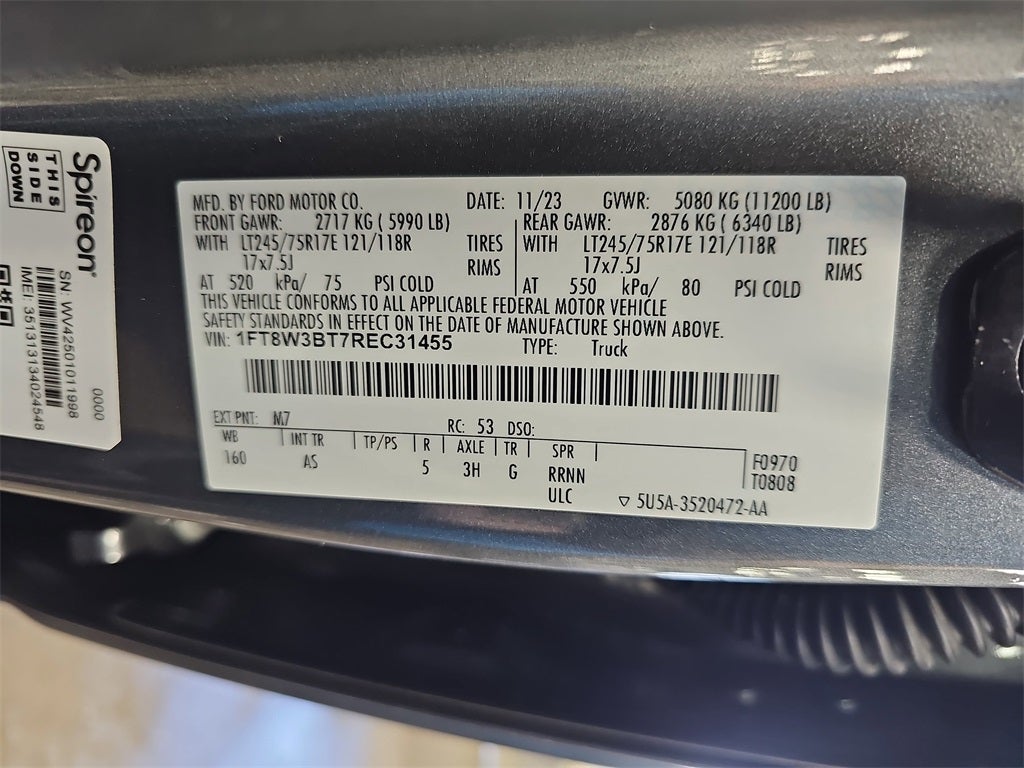 Spireon®
THIS
SIDE
DOWN
SN: WV42501011998
IMEI: 351313134024548
0000
MFD. BY FORD MOTOR CO. DATE: 11/23 GVWR: 5080 KG (11200 LB)
FRONT GAWR: 2717 KG ( 5990 LB) REAR GAWR: 2876 KG ( 6340 LB)
WITH LT245/75R17E 121/118R TIRES WITH LT245/75R17E 121/118R TIRES
17x7.5J RIMS 17x7.5J RIMS
AT 520 kPa/ 75 PSI COLD AT 550 kPa/ 80 PSI COLD
THIS VEHICLE CONFORMS TO ALL APPLICABLE FEDERAL MOTOR VEHICLE
SAFETY STANDARDS IN EFFECT ON THE DATE OF MANUFACTURE SHOWN ABOVE.
VIN: 1FT8W3BT7REC31455 TYPE: Truck
EXT PNT: M7 RC: 53 DSO:
WB INT TR TP/PS R AXLE TR SPR
160 AS 5 3H G RRNN F0970
ULC T0808
▽ 5U5A-3520472-AA